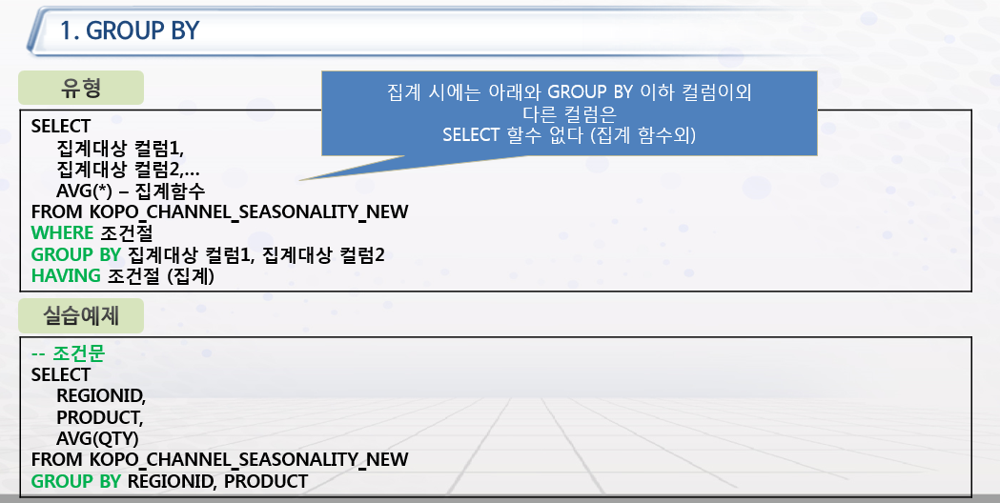 1. GROUP BY
유형
집계 시에는 아래와 GROUP BY 이하 컬럼이외
다른 컬럼은
SELECT 할수 없다 (집계 함수외)
SELECT
집계대상 컬럼1,
집계대상 컬럼2,...
AVG(*) – 집계함수
FROM KOPO_CHANNEL_SEASONALITY_NEW
WHERE 조건절
GROUP BY 집계대상 컬럼1, 집계대상 컬럼2
HAVING 조건절 (집계)
실습예제
-- 조건문
SELECT
REGIONID,
PRODUCT,
AVG(QTY)
FROM KOPO_CHANNEL_SEASONALITY_NEW
GROUP BY REGIONID, PRODUCT